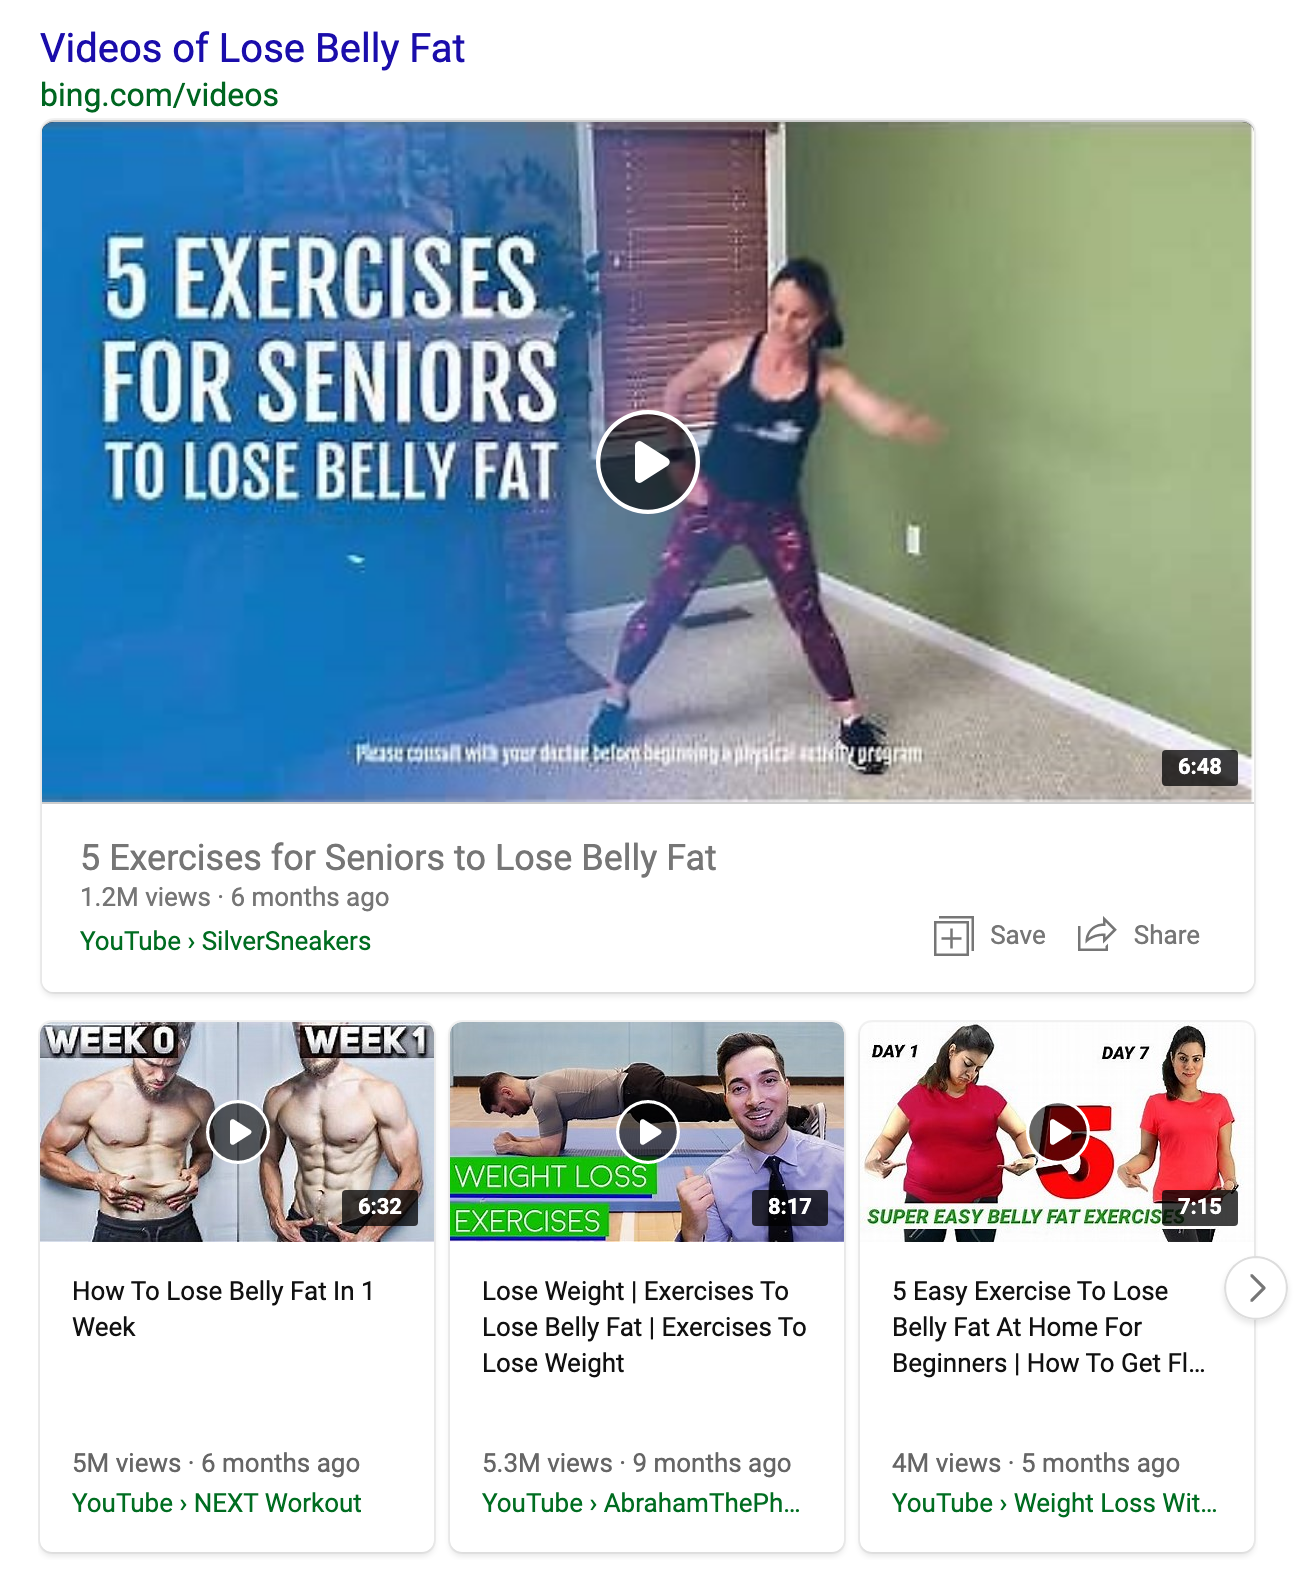 Videos of Lose Belly Fat
bing.com/videos
5 EXERCISES
FOR SENIORS
TO LOSE BELLY FAT
Please consult with your doctor before beginning a physical activity program
6:48
5 Exercises for Seniors to Lose Belly Fat
1.2M views · 6 months ago
YouTube › SilverSneakers
Save
Share
WEEK 0
WEEK 1
6:32
How To Lose Belly Fat In 1
Week
5M views · 6 months ago
YouTube › NEXT Workout
WEIGHT LOSS
EXERCISES
8:17
Lose Weight | Exercises To
Lose Belly Fat | Exercises To
Lose Weight
5.3M views · 9 months ago
YouTube › AbrahamThePh...
DAY 1
DAY 7
5
SUPER EASY BELLY FAT EXERCISES
7:15
5 Easy Exercise To Lose
Belly Fat At Home For
Beginners | How To Get Fl...
4M views · 5 months ago
YouTube › Weight Loss Wit...